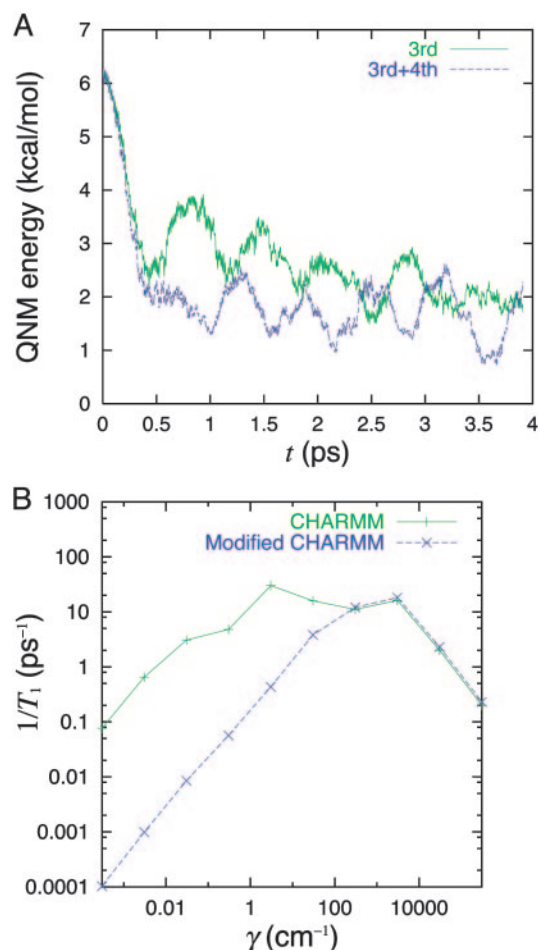 A
QNM energy (kcal/mol)
7
6
5
4
3
2
1
0
3rd
3rd+4th
0 0.5 1 1.5 2 2.5 3 3.5 4
t (ps)
B
1/T₁ (ps⁻¹)
1000
100
10
1
0.1
0.01
0.001
0.0001
CHARMM
Modified CHARMM
0.01 1 100 10000
γ (cm⁻¹)